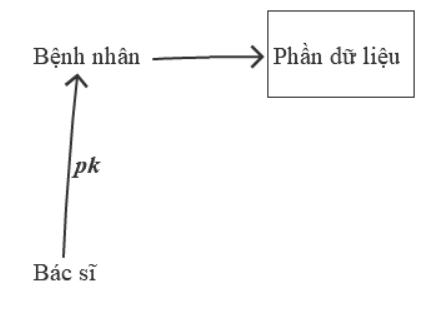 Bệnh nhân
Phần dữ liệu
pk
Bác sĩ